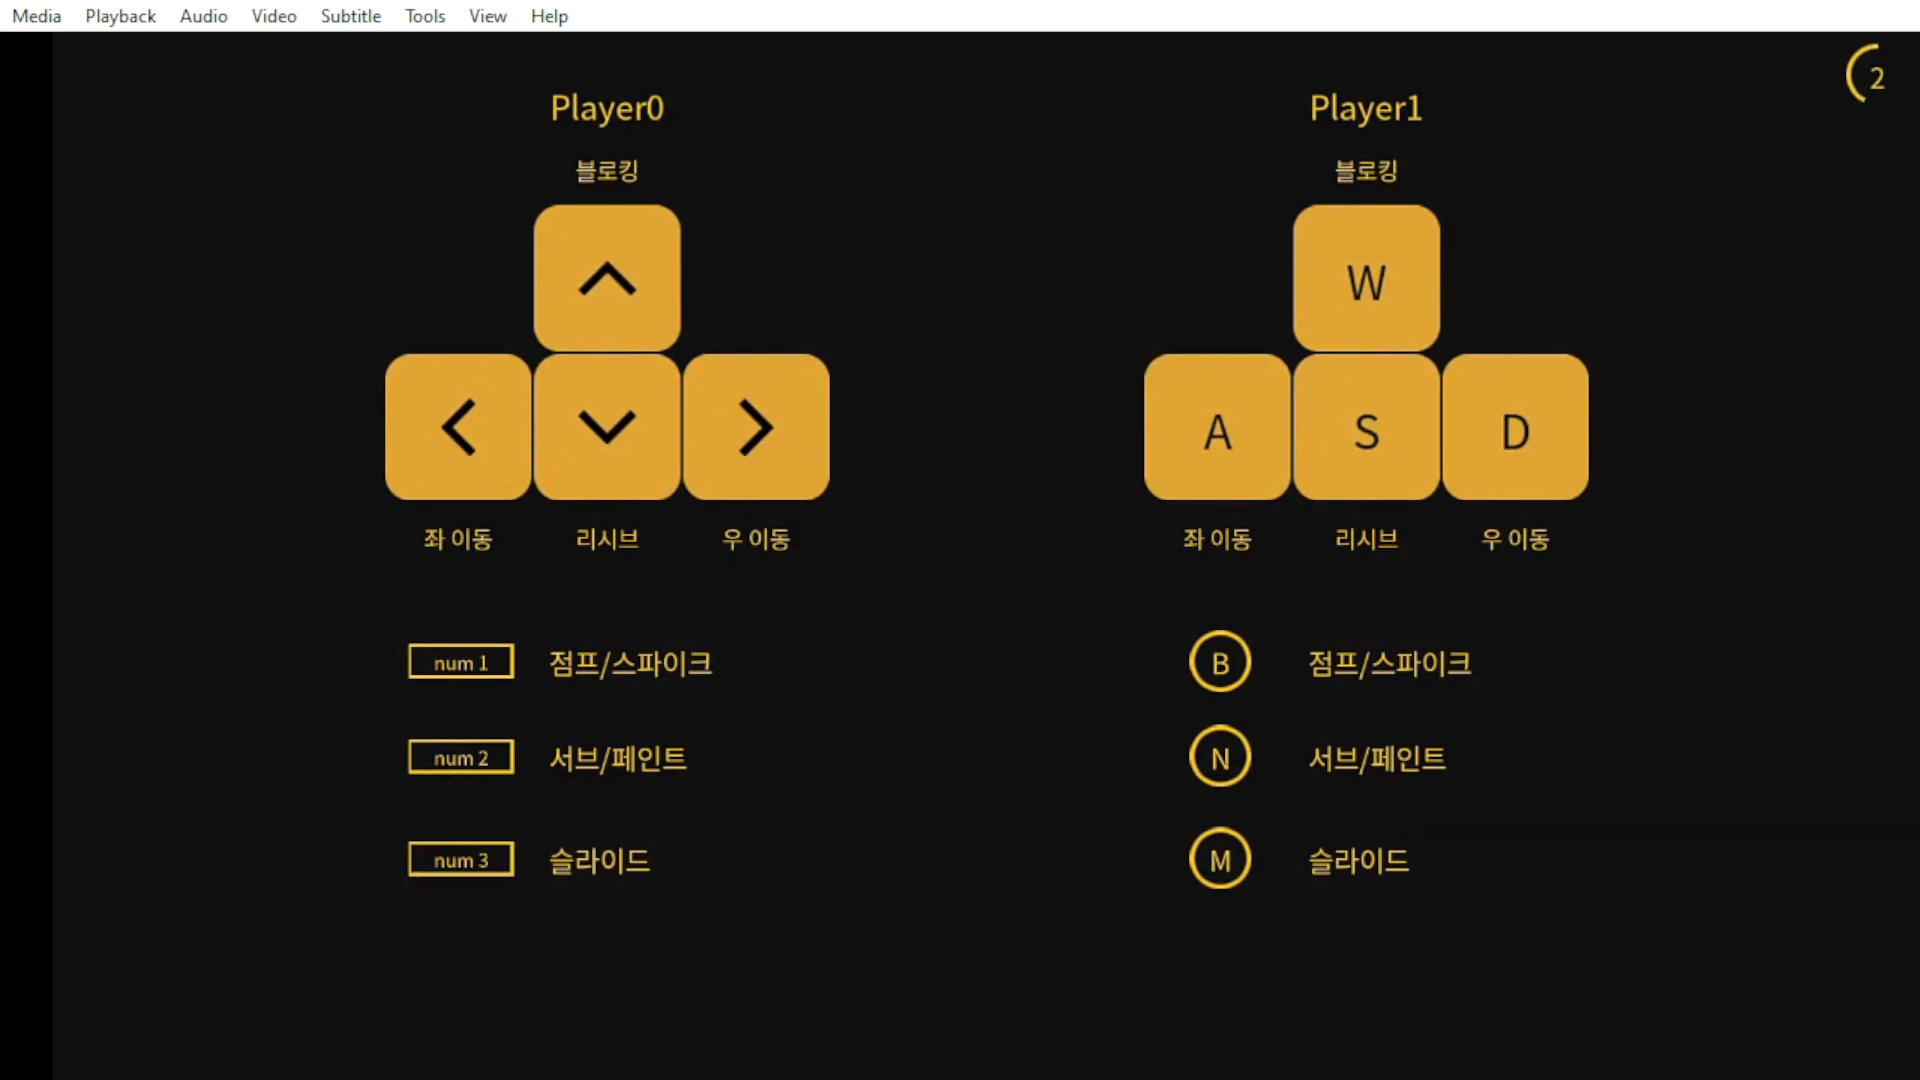 Media Playback Audio Video Subtitle Tools View Help
2
Player0
블로킹
좌 이동 리시브 우 이동
num 1 점프/스파이크
num 2 서브/페인트
num 3 슬라이드
Player1
블로킹
W
A S D
좌 이동 리시브 우 이동
B 점프/스파이크
N 서브/페인트
M 슬라이드